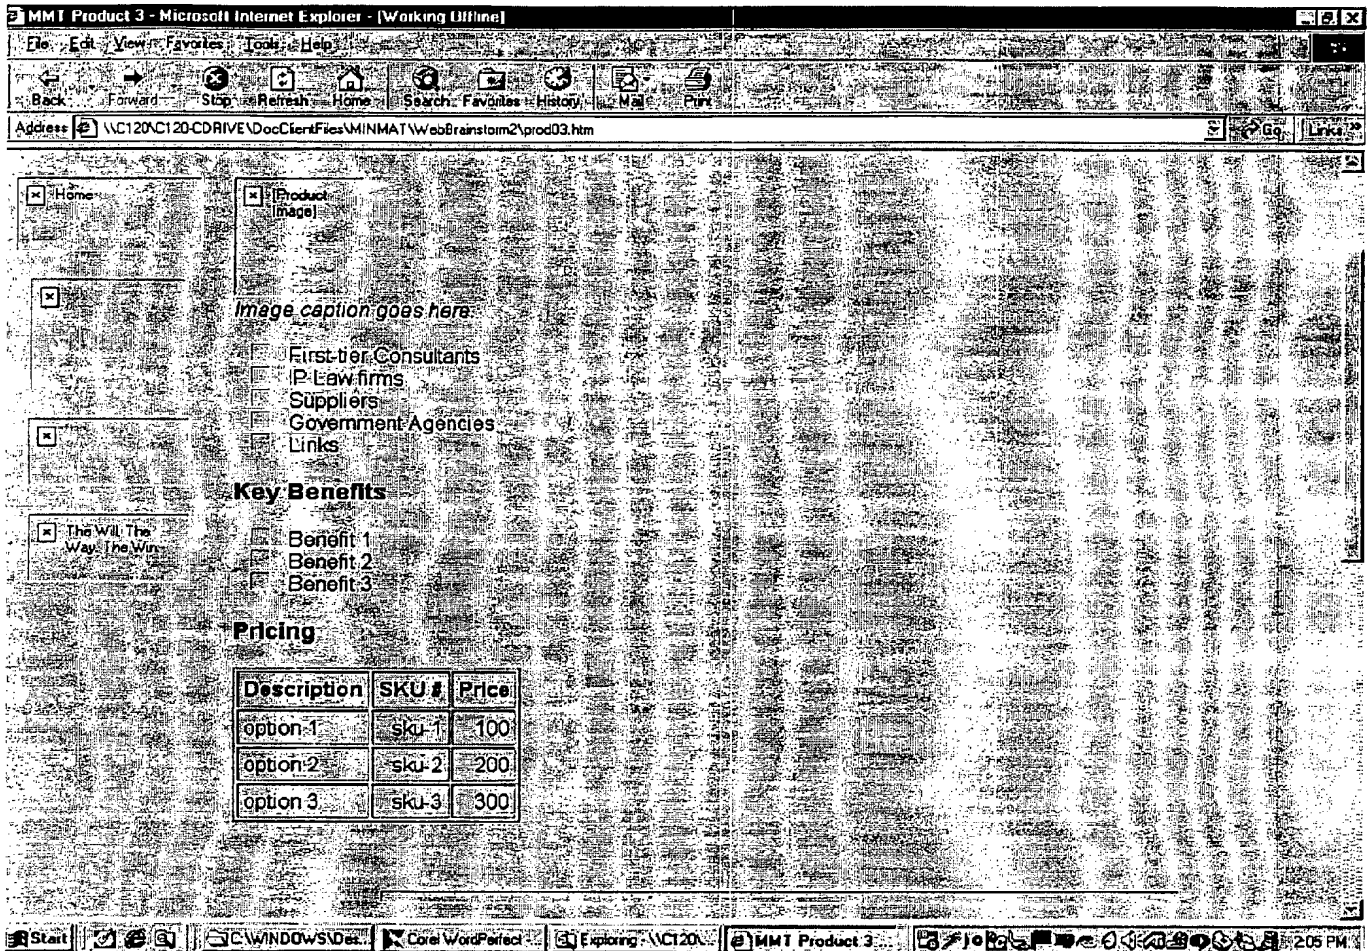 MMT Product 3 - Microsoft Internet Explorer - [Working Offline]
File Edit View Favorites Tools Help
Back Forward Stop Refresh Home Search Favorites History Mail Print
Address \\C120\C120-CDRIVE\DocClientFiles\MINMAT\WebBrainstorm2\prod03.htm Go Links »
Home
[Product Image]
Image caption goes here.
First-tier Consultants
IP Law firms
Suppliers
Government Agencies
Links
Key Benefits
The Will. The Way. The Win.
Benefit 1
Benefit 2
Benefit 3
Pricing
Description SKU # Price
option 1 sku-1 100
option 2 sku-2 200
option 3 sku-3 300
Start C:\WINDOWS\Des... Corel WordPerfect ... Exploring - \\C120\... MMT Product 3 ... 2:05 PM